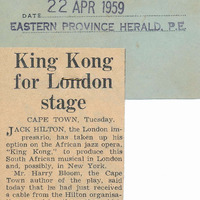 22 APR 1959
DATE
EASTERN PROVINCE HERALD, P.E
King Kong
for London
stage
CAPE TOWN, Tuesday.
JACK HILTON, the London im-
presario, has taken up his
option on the African jazz opera,
"King Kong," to produce this
South African musical in London
and, possibly, in New York.
Mr. Harry Bloom, the Cape
Town author of the play, said
today that he had just received
a cable from the Hilton organisa-